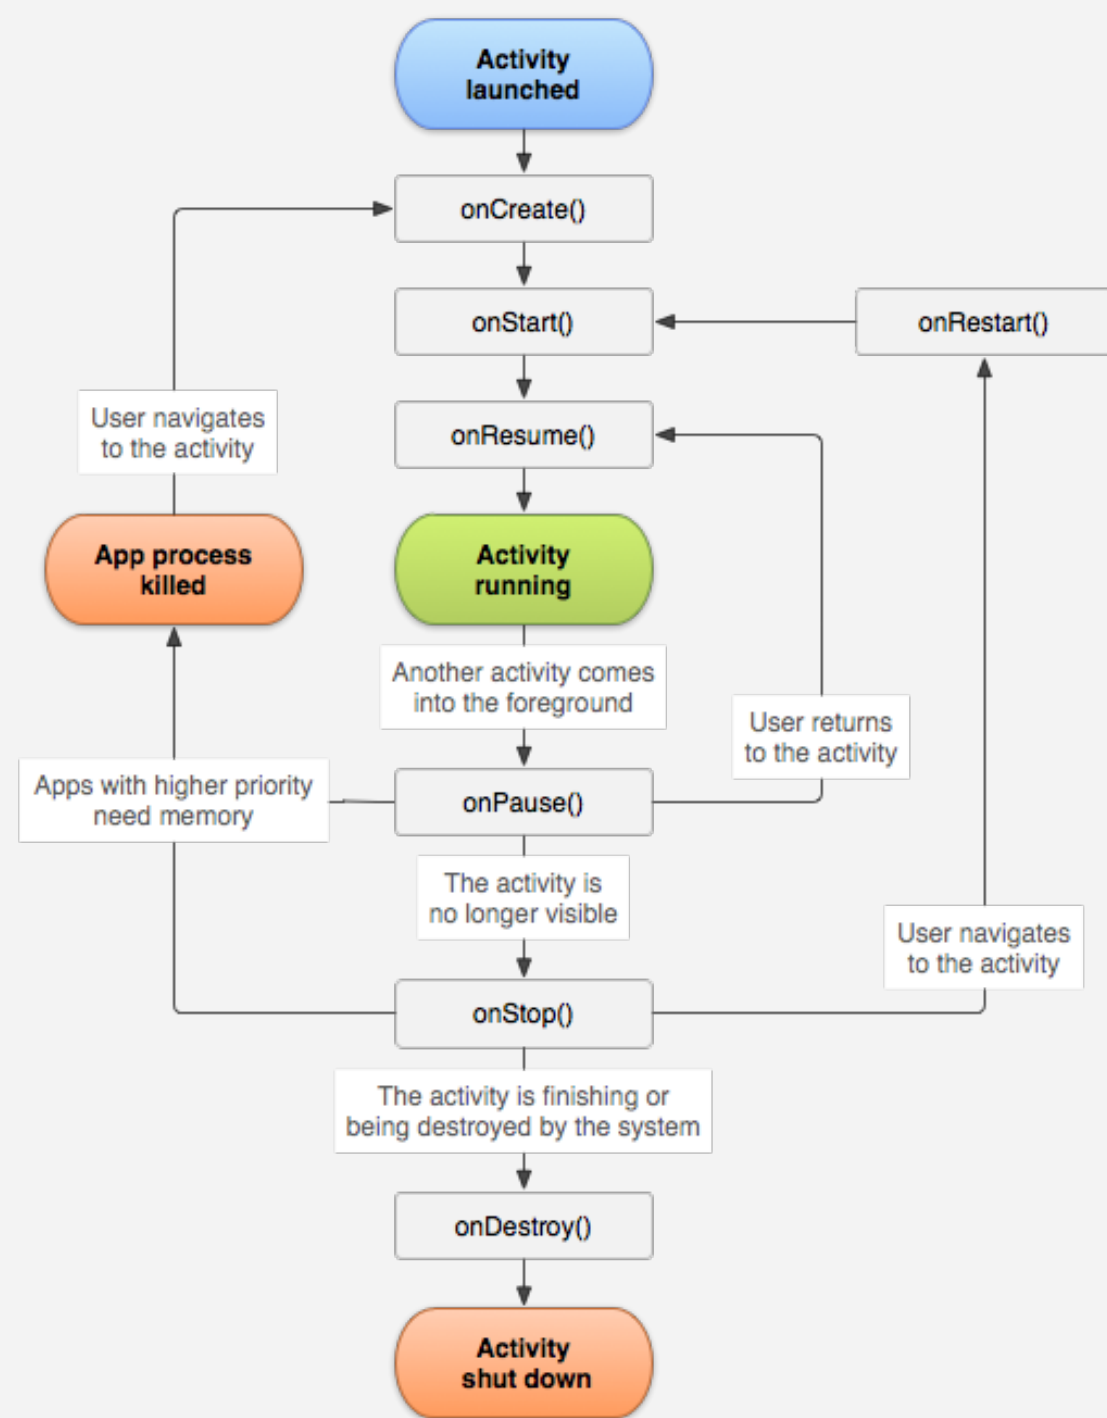 Activity
launched
onCreate()
onStart()
onRestart()
User navigates
to the activity
onResume()
App process
killed
Activity
running
Another activity comes
into the foreground
User returns
to the activity
Apps with higher priority
need memory
onPause()
The activity is
no longer visible
User navigates
to the activity
onStop()
The activity is finishing or
being destroyed by the system
onDestroy()
Activity
shut down